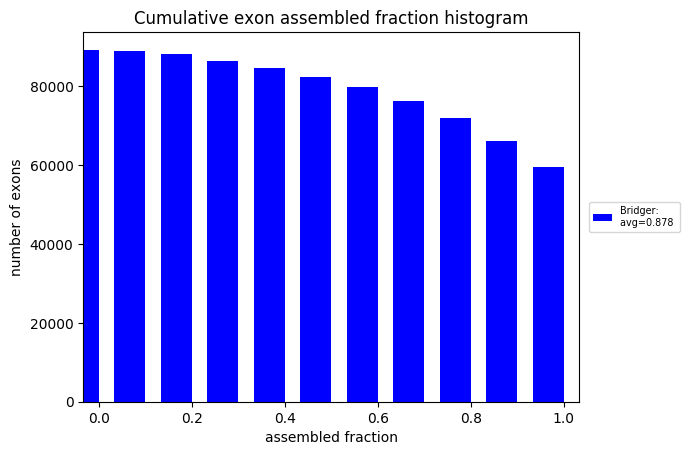 Cumulative exon assembled fraction histogram
80000
60000
40000
20000
0
number of exons
0.0 0.2 0.4 0.6 0.8 1.0
assembled fraction
Bridger:
avg=0.878